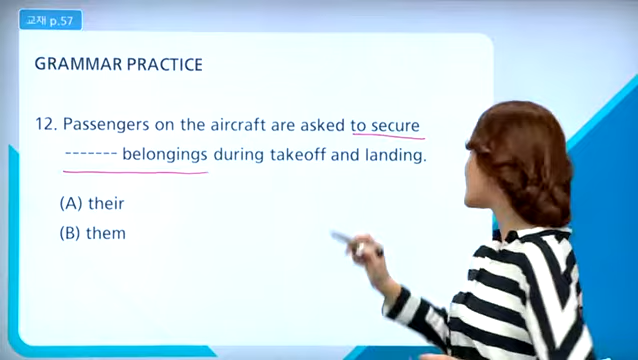 교재 p.57
GRAMMAR PRACTICE
12. Passengers on the aircraft are asked to secure
------- belongings during takeoff and landing.
(A) their
(B) them